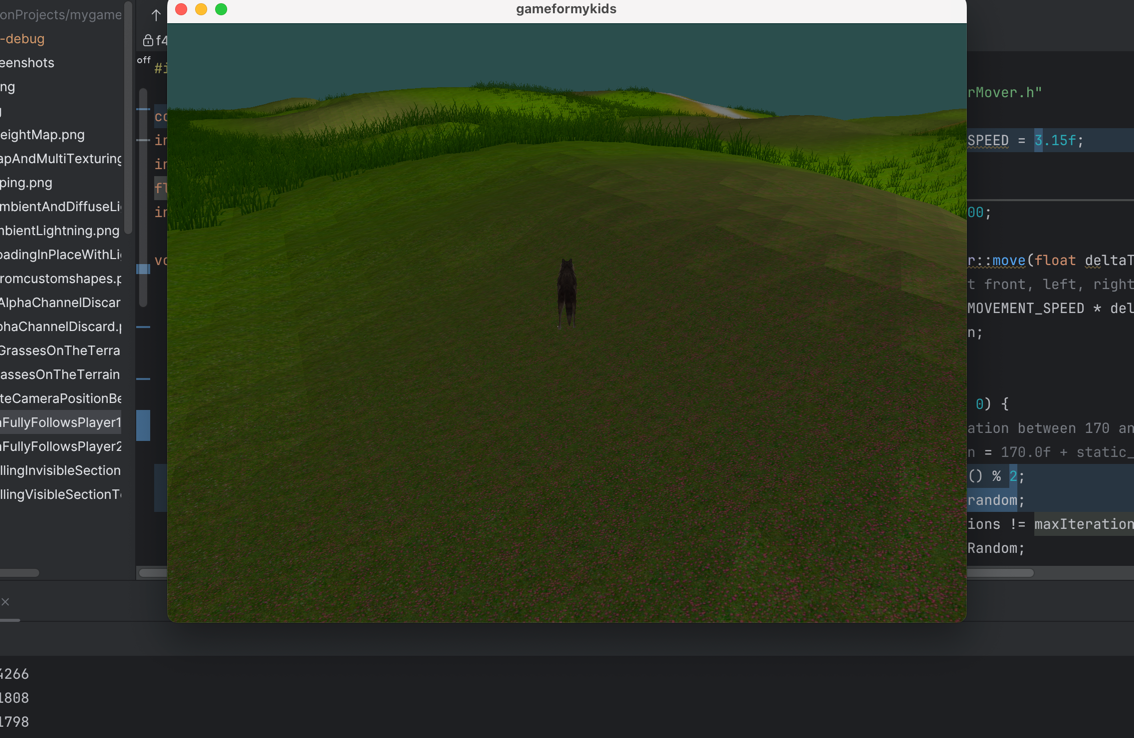 gameformykids
onProjects/mygame
-debug
eenshots
ng
eightMap.png
apAndMultiTexturing
ping.png
mbientAndDiffuseLi
mbientLightning.png
oadingInPlaceWithLi
romcustomshapes.p
AlphaChannelDiscar
phaChannelDiscard.p
GrassesOnTheTerra
assesOnTheTerrain
teCameraPositionBe
aFullyFollowsPlayer1
aFullyFollowsPlayer2
llingInvisibleSection
llingVisibleSectionT
f4
off
#i
co
in
in
fl
in
vo
rMover.h"
SPEED = 3.15f;
00;
r::move(float deltaT
t front, left, right
MOVEMENT_SPEED * del
n;
0) {
ation between 170 an
n = 170.0f + static_
() % 2;
random;
ions != maxIteration
Random;
4266
1808
1798